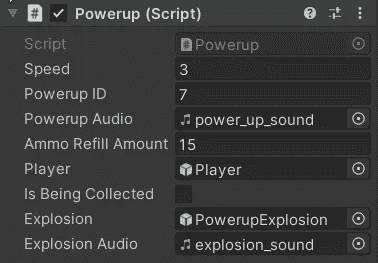 Powerup (Script)
Script Powerup
Speed 3
Powerup ID 7
Powerup Audio power_up_sound
Ammo Refill Amount 15
Player Player
Is Being Collected
Explosion PowerupExplosion
Explosion Audio explosion_sound